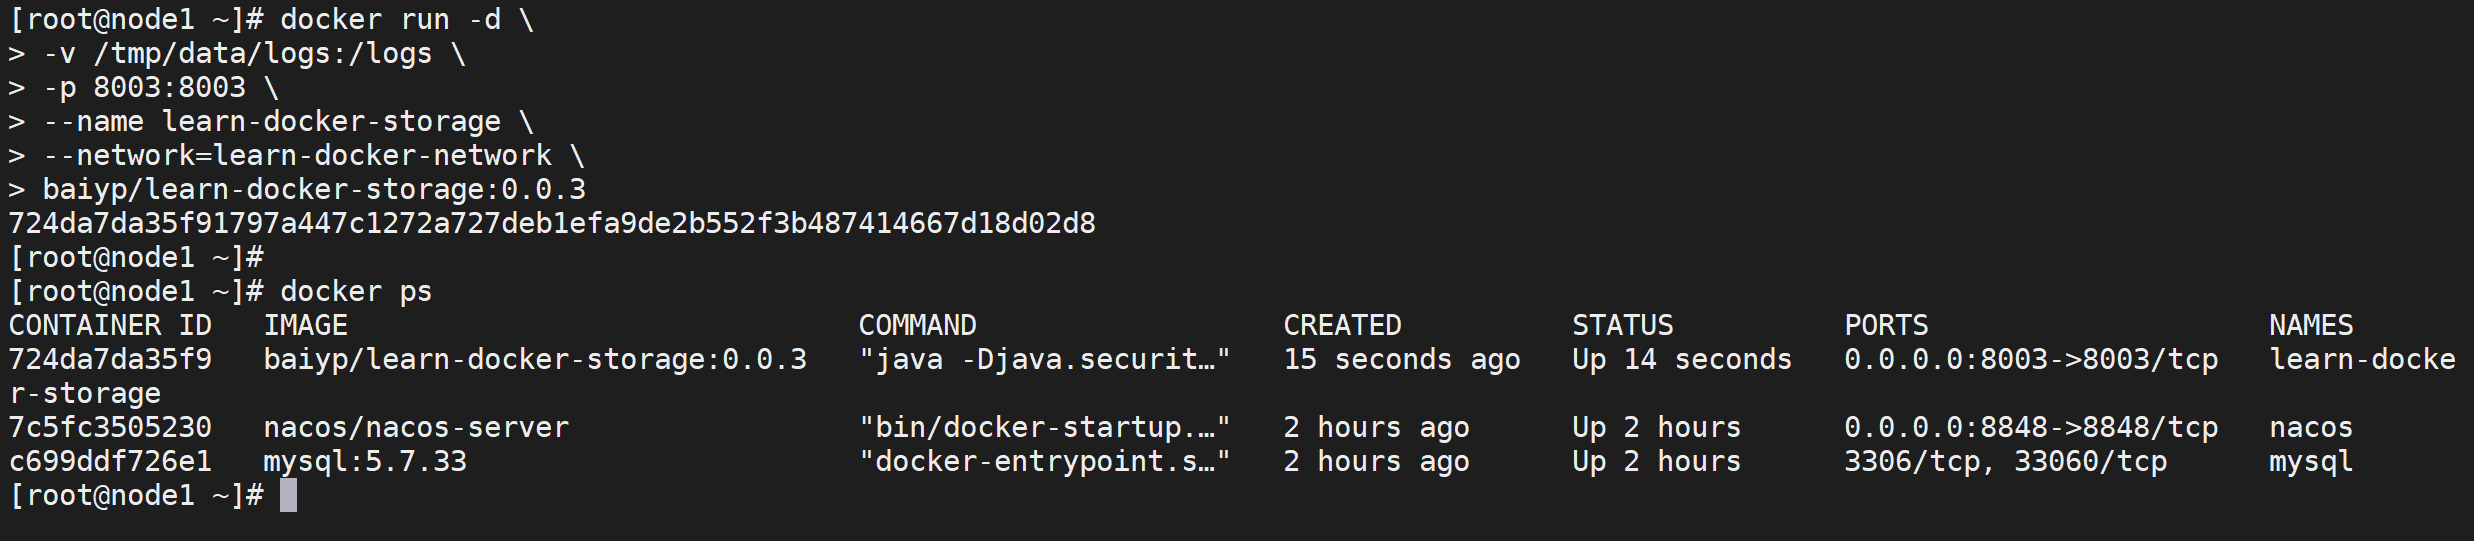 [root@node1 ~]# docker run -d \
> -v /tmp/data/logs:/logs \
> -p 8003:8003 \
> --name learn-docker-storage \
> --network=learn-docker-network \
> baiyp/learn-docker-storage:0.0.3
724da7da35f91797a447c1272a727deb1efa9de2b552f3b487414667d18d02d8
[root@node1 ~]#
[root@node1 ~]# docker ps
CONTAINER ID   IMAGE                              COMMAND                  CREATED          STATUS          PORTS                    NAMES
724da7da35f9   baiyp/learn-docker-storage:0.0.3   "java -Djava.securit…"   15 seconds ago   Up 14 seconds   0.0.0.0:8003->8003/tcp   learn-docke
r-storage
7c5fc3505230   nacos/nacos-server                 "bin/docker-startup.…"   2 hours ago      Up 2 hours      0.0.0.0:8848->8848/tcp   nacos
c699ddf726e1   mysql:5.7.33                       "docker-entrypoint.s…"   2 hours ago      Up 2 hours      3306/tcp, 33060/tcp      mysql
[root@node1 ~]#